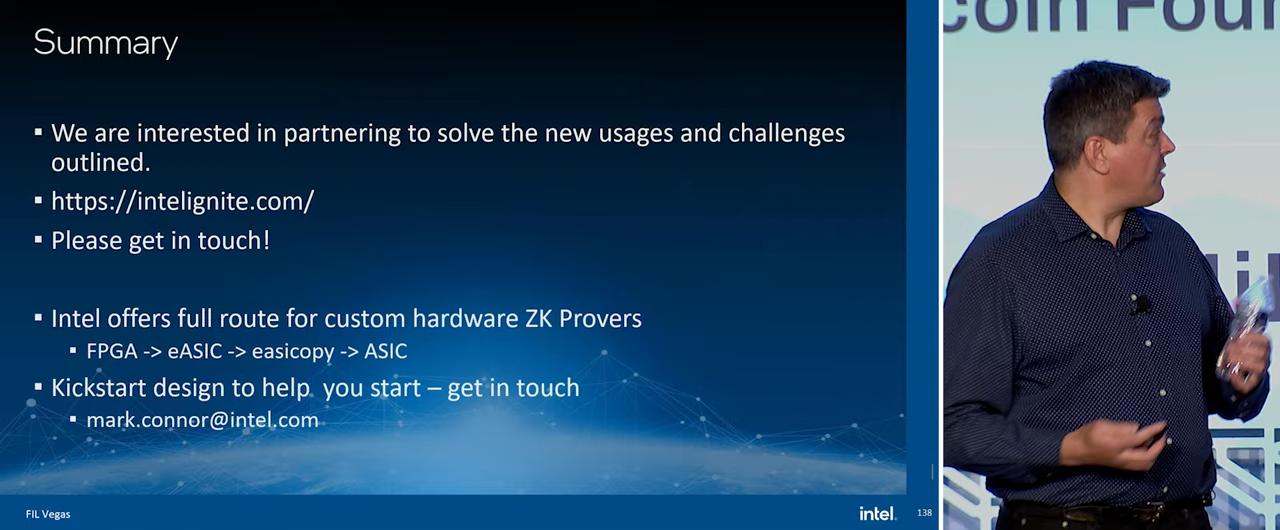 Summary
▪ We are interested in partnering to solve the new usages and challenges
outlined.
▪ https://intelignite.com/
▪ Please get in touch!
▪ Intel offers full route for custom hardware ZK Provers
▪ FPGA -> eASIC -> easicopy -> ASIC
▪ Kickstart design to help  you start – get in touch
▪ mark.connor@intel.com
FIL Vegas
intel.
138
coin Four